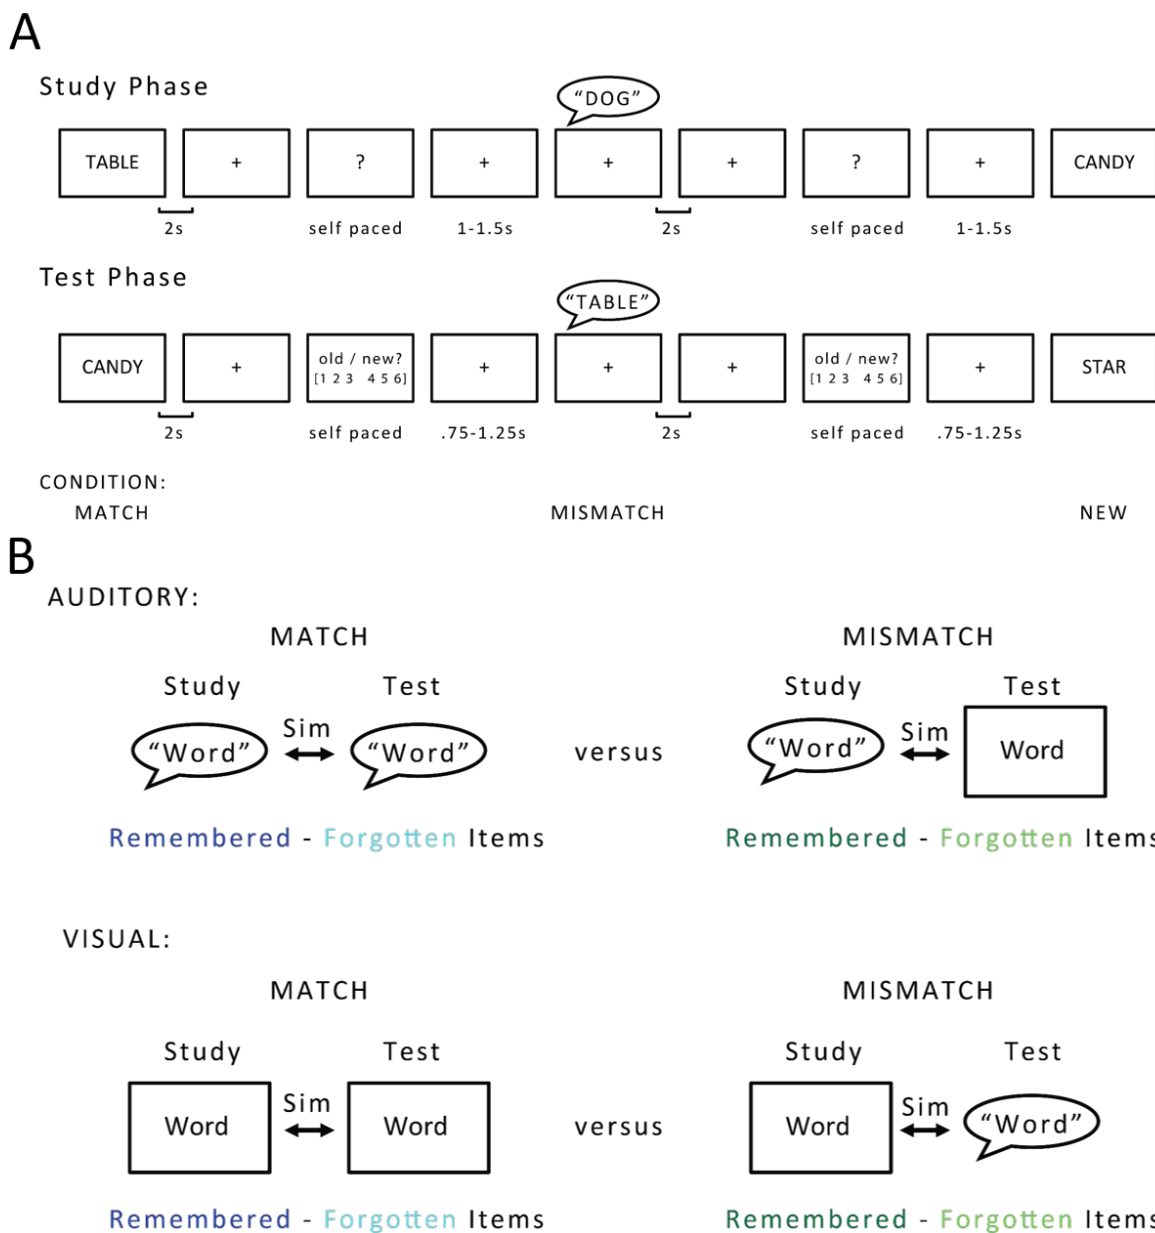 A
Study Phase
"DOG"
TABLE + ? + + + ? + CANDY
2s self paced 1-1.5s 2s self paced 1-1.5s
Test Phase
"TABLE"
CANDY + old / new? + + + old / new? + STAR
[1 2 3 4 5 6] [1 2 3 4 5 6]
2s self paced .75-1.25s 2s self paced .75-1.25s
CONDITION:
MATCH MISMATCH NEW
B
AUDITORY:
MATCH MISMATCH
Study Test Study Test
"Word" Sim "Word" versus "Word" Sim Word
Remembered - Forgotten Items Remembered - Forgotten Items
VISUAL:
MATCH MISMATCH
Study Test Study Test
Word Sim Word versus Word Sim "Word"
Remembered - Forgotten Items Remembered - Forgotten Items